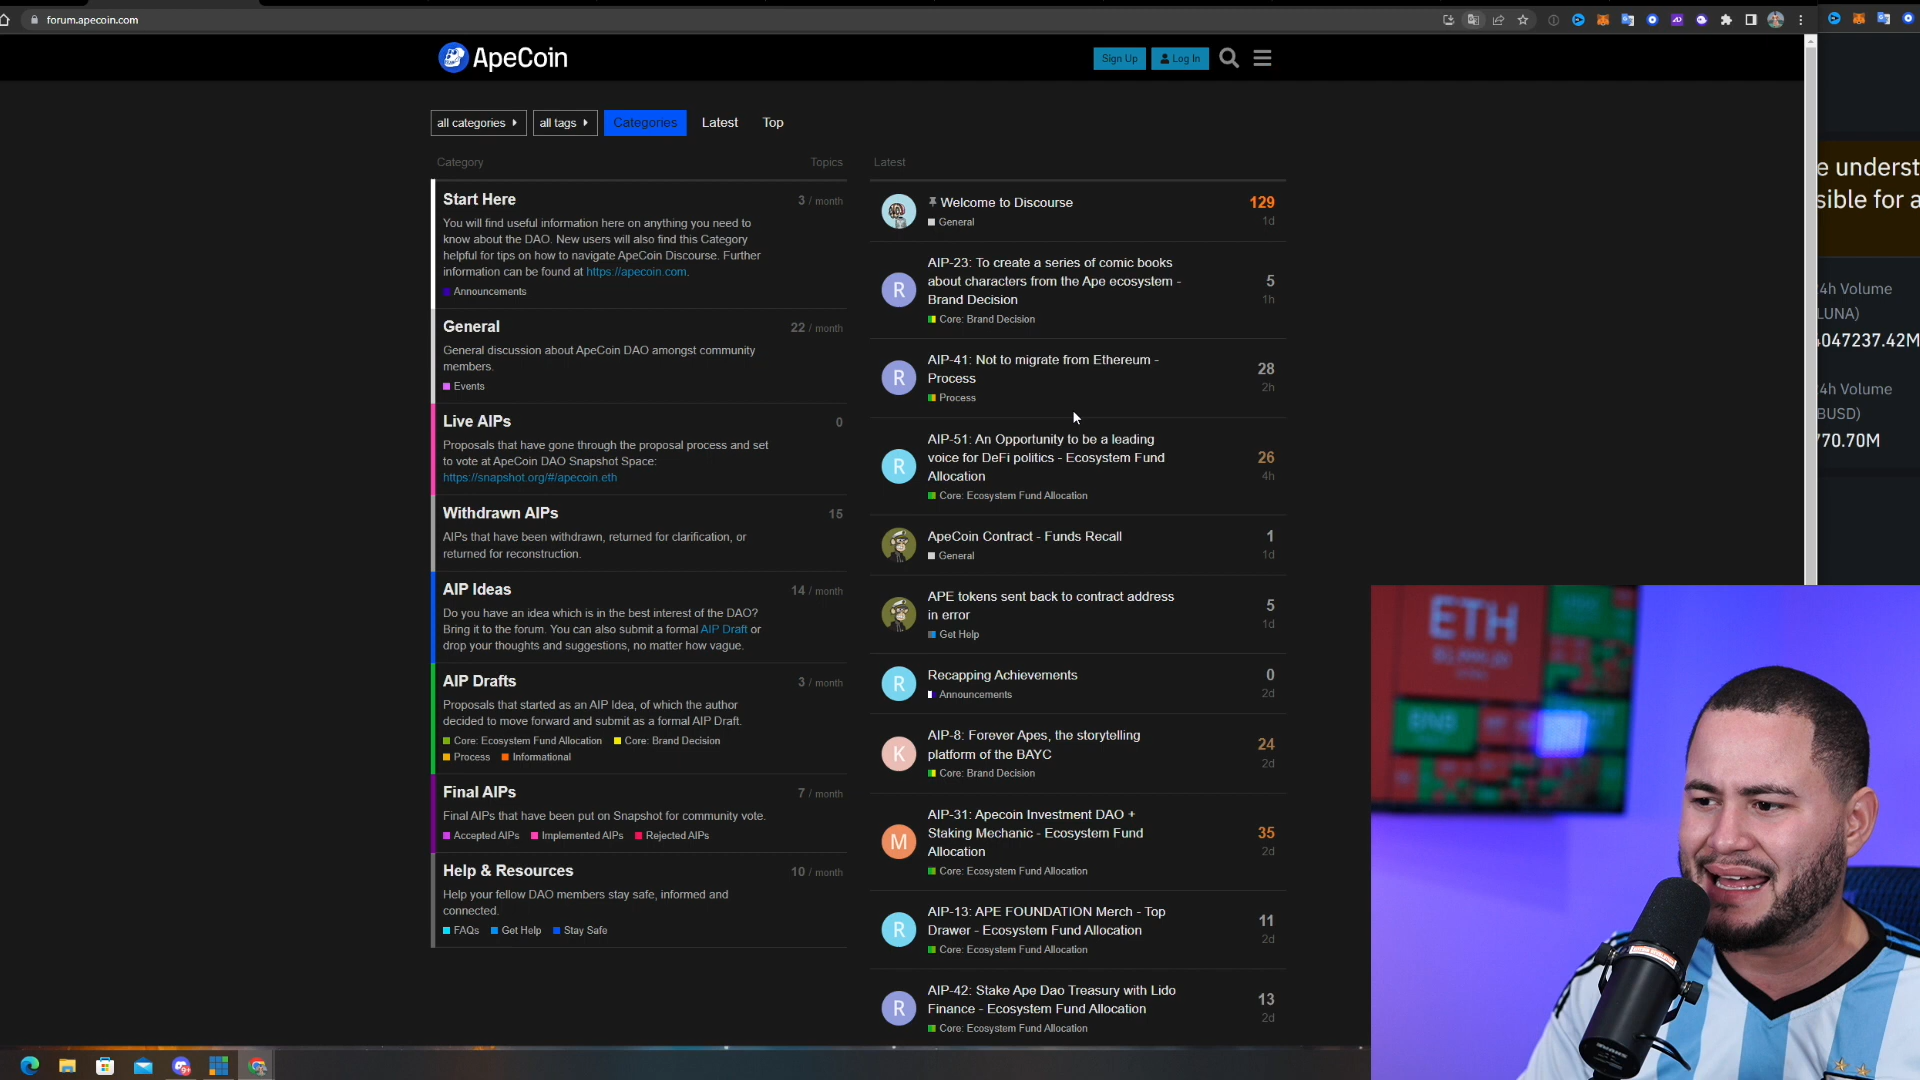 forum.apecoin.com
ApeCoin
Sign Up
Log In
all categories
all tags
Categories
Latest
Top
Category
Topics
Start Here
3 / month
You will find useful information here on anything you need to
know about the DAO. New users will also find this Category
helpful for tips on how to navigate ApeCoin Discourse. Further
information can be found at https://apecoin.com.
Announcements
General
22 / month
General discussion about ApeCoin DAO amongst community
members.
Events
Live AIPs
0
Proposals that have gone through the proposal process and set
to vote at ApeCoin DAO Snapshot Space:
https://snapshot.org/#/apecoin.eth
Withdrawn AIPs
15
AIPs that have been withdrawn, returned for clarification, or
returned for reconstruction.
AIP Ideas
14 / month
Do you have an idea which is in the best interest of the DAO?
Bring it to the forum. You can also submit a formal AIP Draft or
drop your thoughts and suggestions, no matter how vague.
AIP Drafts
3 / month
Proposals that started as an AIP Idea, of which the author
decided to move forward and submit as a formal AIP Draft.
Core: Ecosystem Fund Allocation Core: Brand Decision
Process Informational
Final AIPs
7 / month
Final AIPs that have been put on Snapshot for community vote.
Accepted AIPs Implemented AIPs Rejected AIPs
Help & Resources
10 / month
Help your fellow DAO members stay safe, informed and
connected.
FAQs Get Help Stay Safe
Latest
Welcome to Discourse
General
129
1d
R
AIP-23: To create a series of comic books
about characters from the Ape ecosystem -
Brand Decision
Core: Brand Decision
5
1h
R
AIP-41: Not to migrate from Ethereum -
Process
Process
28
2h
R
AIP-51: An Opportunity to be a leading
voice for DeFi politics - Ecosystem Fund
Allocation
Core: Ecosystem Fund Allocation
26
4h
ApeCoin Contract - Funds Recall
General
1
1d
APE tokens sent back to contract address
in error
Get Help
5
1d
R
Recapping Achievements
Announcements
0
2d
K
AIP-8: Forever Apes, the storytelling
platform of the BAYC
Core: Brand Decision
24
2d
M
AIP-31: Apecoin Investment DAO +
Staking Mechanic - Ecosystem Fund
Allocation
Core: Ecosystem Fund Allocation
35
2d
R
AIP-13: APE FOUNDATION Merch - Top
Drawer - Ecosystem Fund Allocation
Core: Ecosystem Fund Allocation
11
2d
R
AIP-42: Stake Ape Dao Treasury with Lido
Finance - Ecosystem Fund Allocation
Core: Ecosystem Fund Allocation
13
2d
e underst
sible for a
4h Volume
LUNA)
047237.42M
4h Volume
BUSD)
770.70M
ETH
BNB